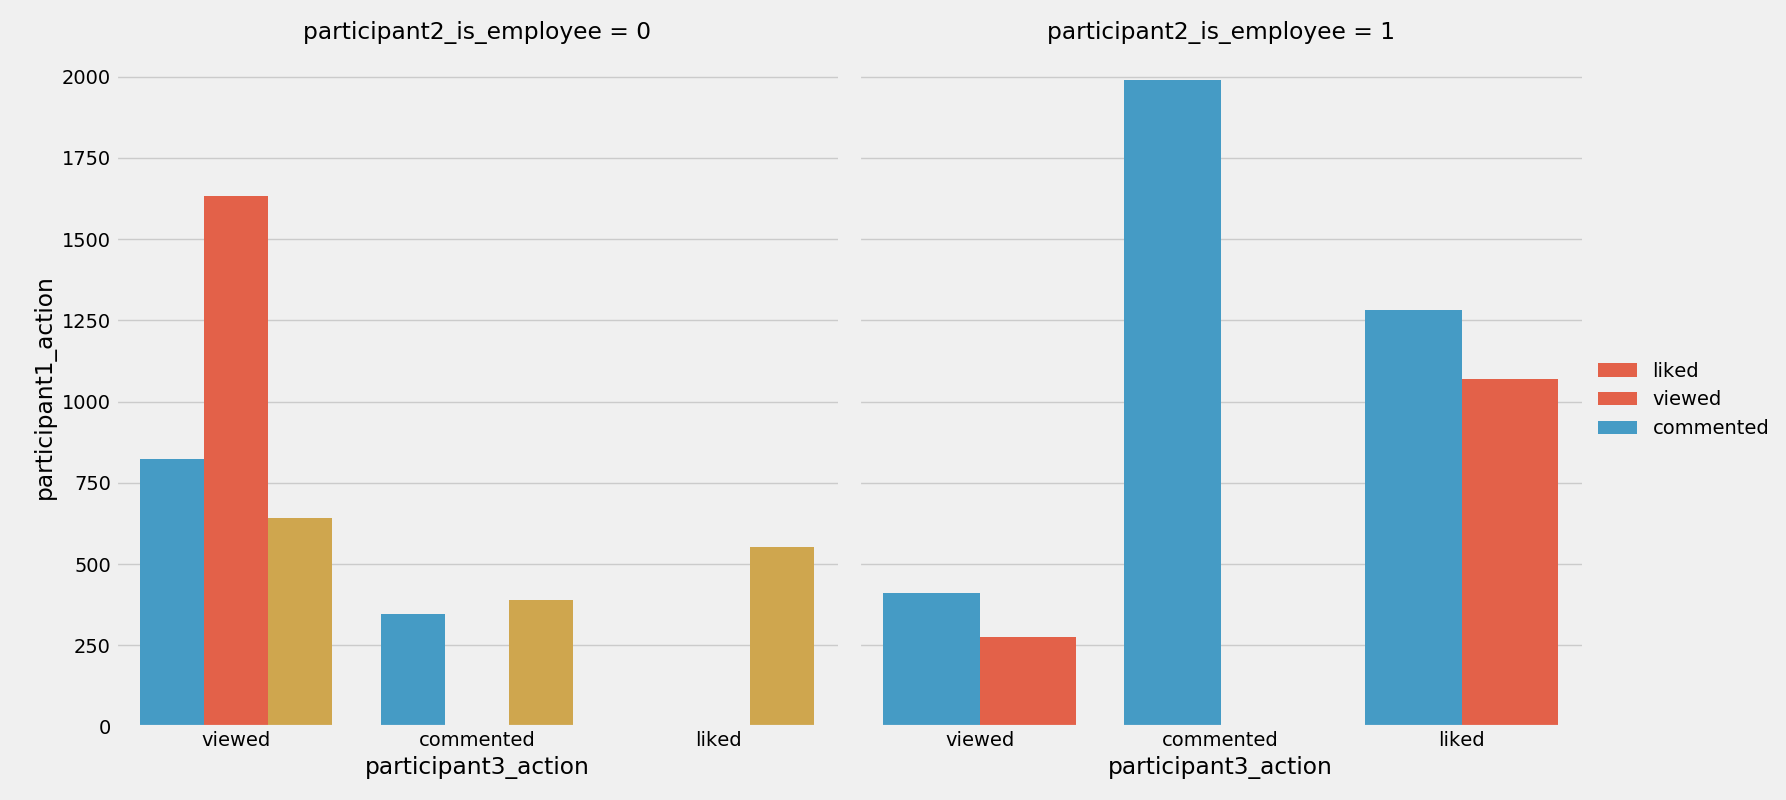 participant2_is_employee = 0
participant2_is_employee = 1
participant1_action
2000
1750
1500
1250
1000
750
500
250
0
viewed
commented
liked
participant3_action
viewed
commented
liked
participant3_action
liked
viewed
commented